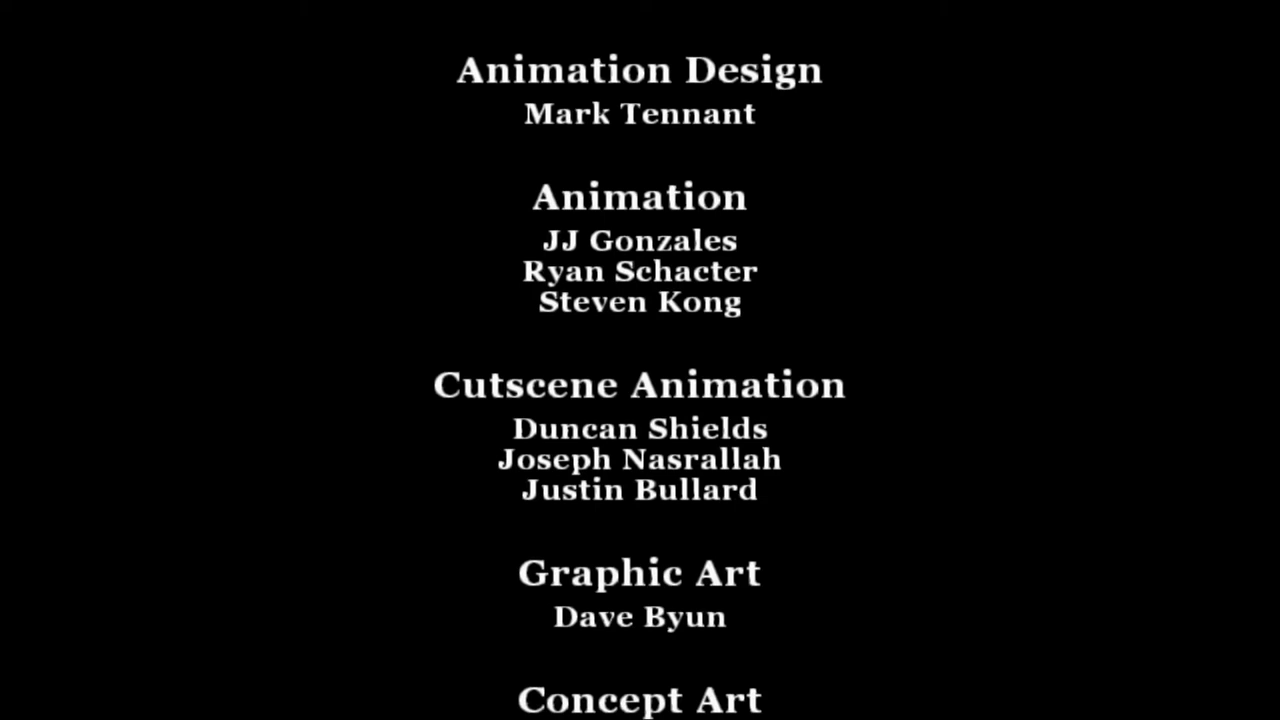 Animation Design
Mark Tennant
Animation
JJ Gonzales
Ryan Schacter
Steven Kong
Cutscene Animation
Duncan Shields
Joseph Nasrallah
Justin Bullard
Graphic Art
Dave Byun
Concept Art